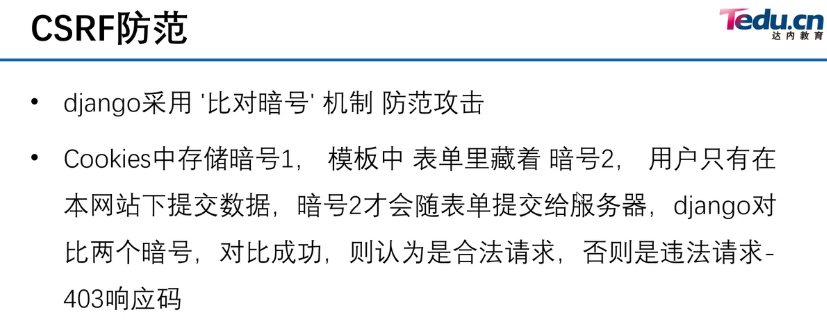 CSRF防范
Tedu.cn
达内教育
• django采用 '比对暗号' 机制 防范攻击
• Cookies中存储暗号1， 模板中 表单里藏着 暗号2， 用户只有在
本网站下提交数据，暗号2才会随表单提交给服务器，django对
比两个暗号，对比成功，则认为是合法请求，否则是违法请求-
403响应码